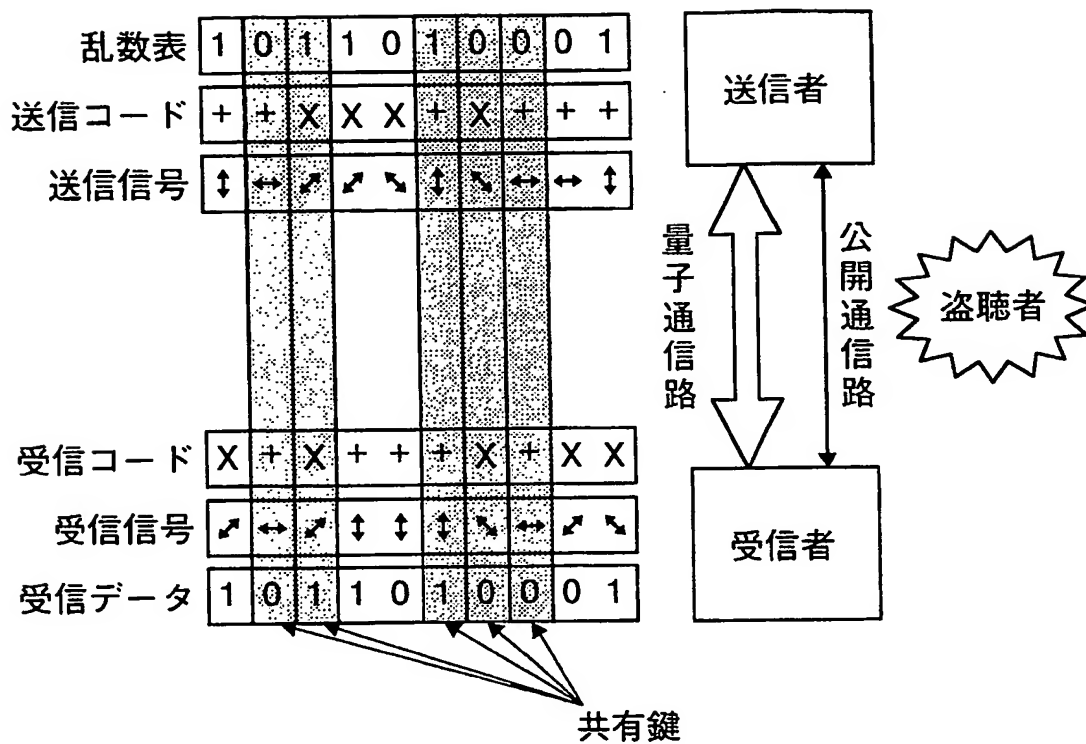 乱数表 1 0 1 1 0 1 0 0 0 1
送信コード + + X X X + X + + +
送信信号 ↕ ↔ ⤢ ⤢ ⤡ ↕ ⤡ ↔ ↔ ↕
受信コード X + X + + + X + X X
受信信号 ⤢ ↔ ⤢ ↕ ↕ ↕ ⤡ ↔ ⤢ ⤡
受信データ 1 0 1 1 0 1 0 0 0 1
共有鍵
送信者
量子通信路
公開通信路
盗聴者
受信者